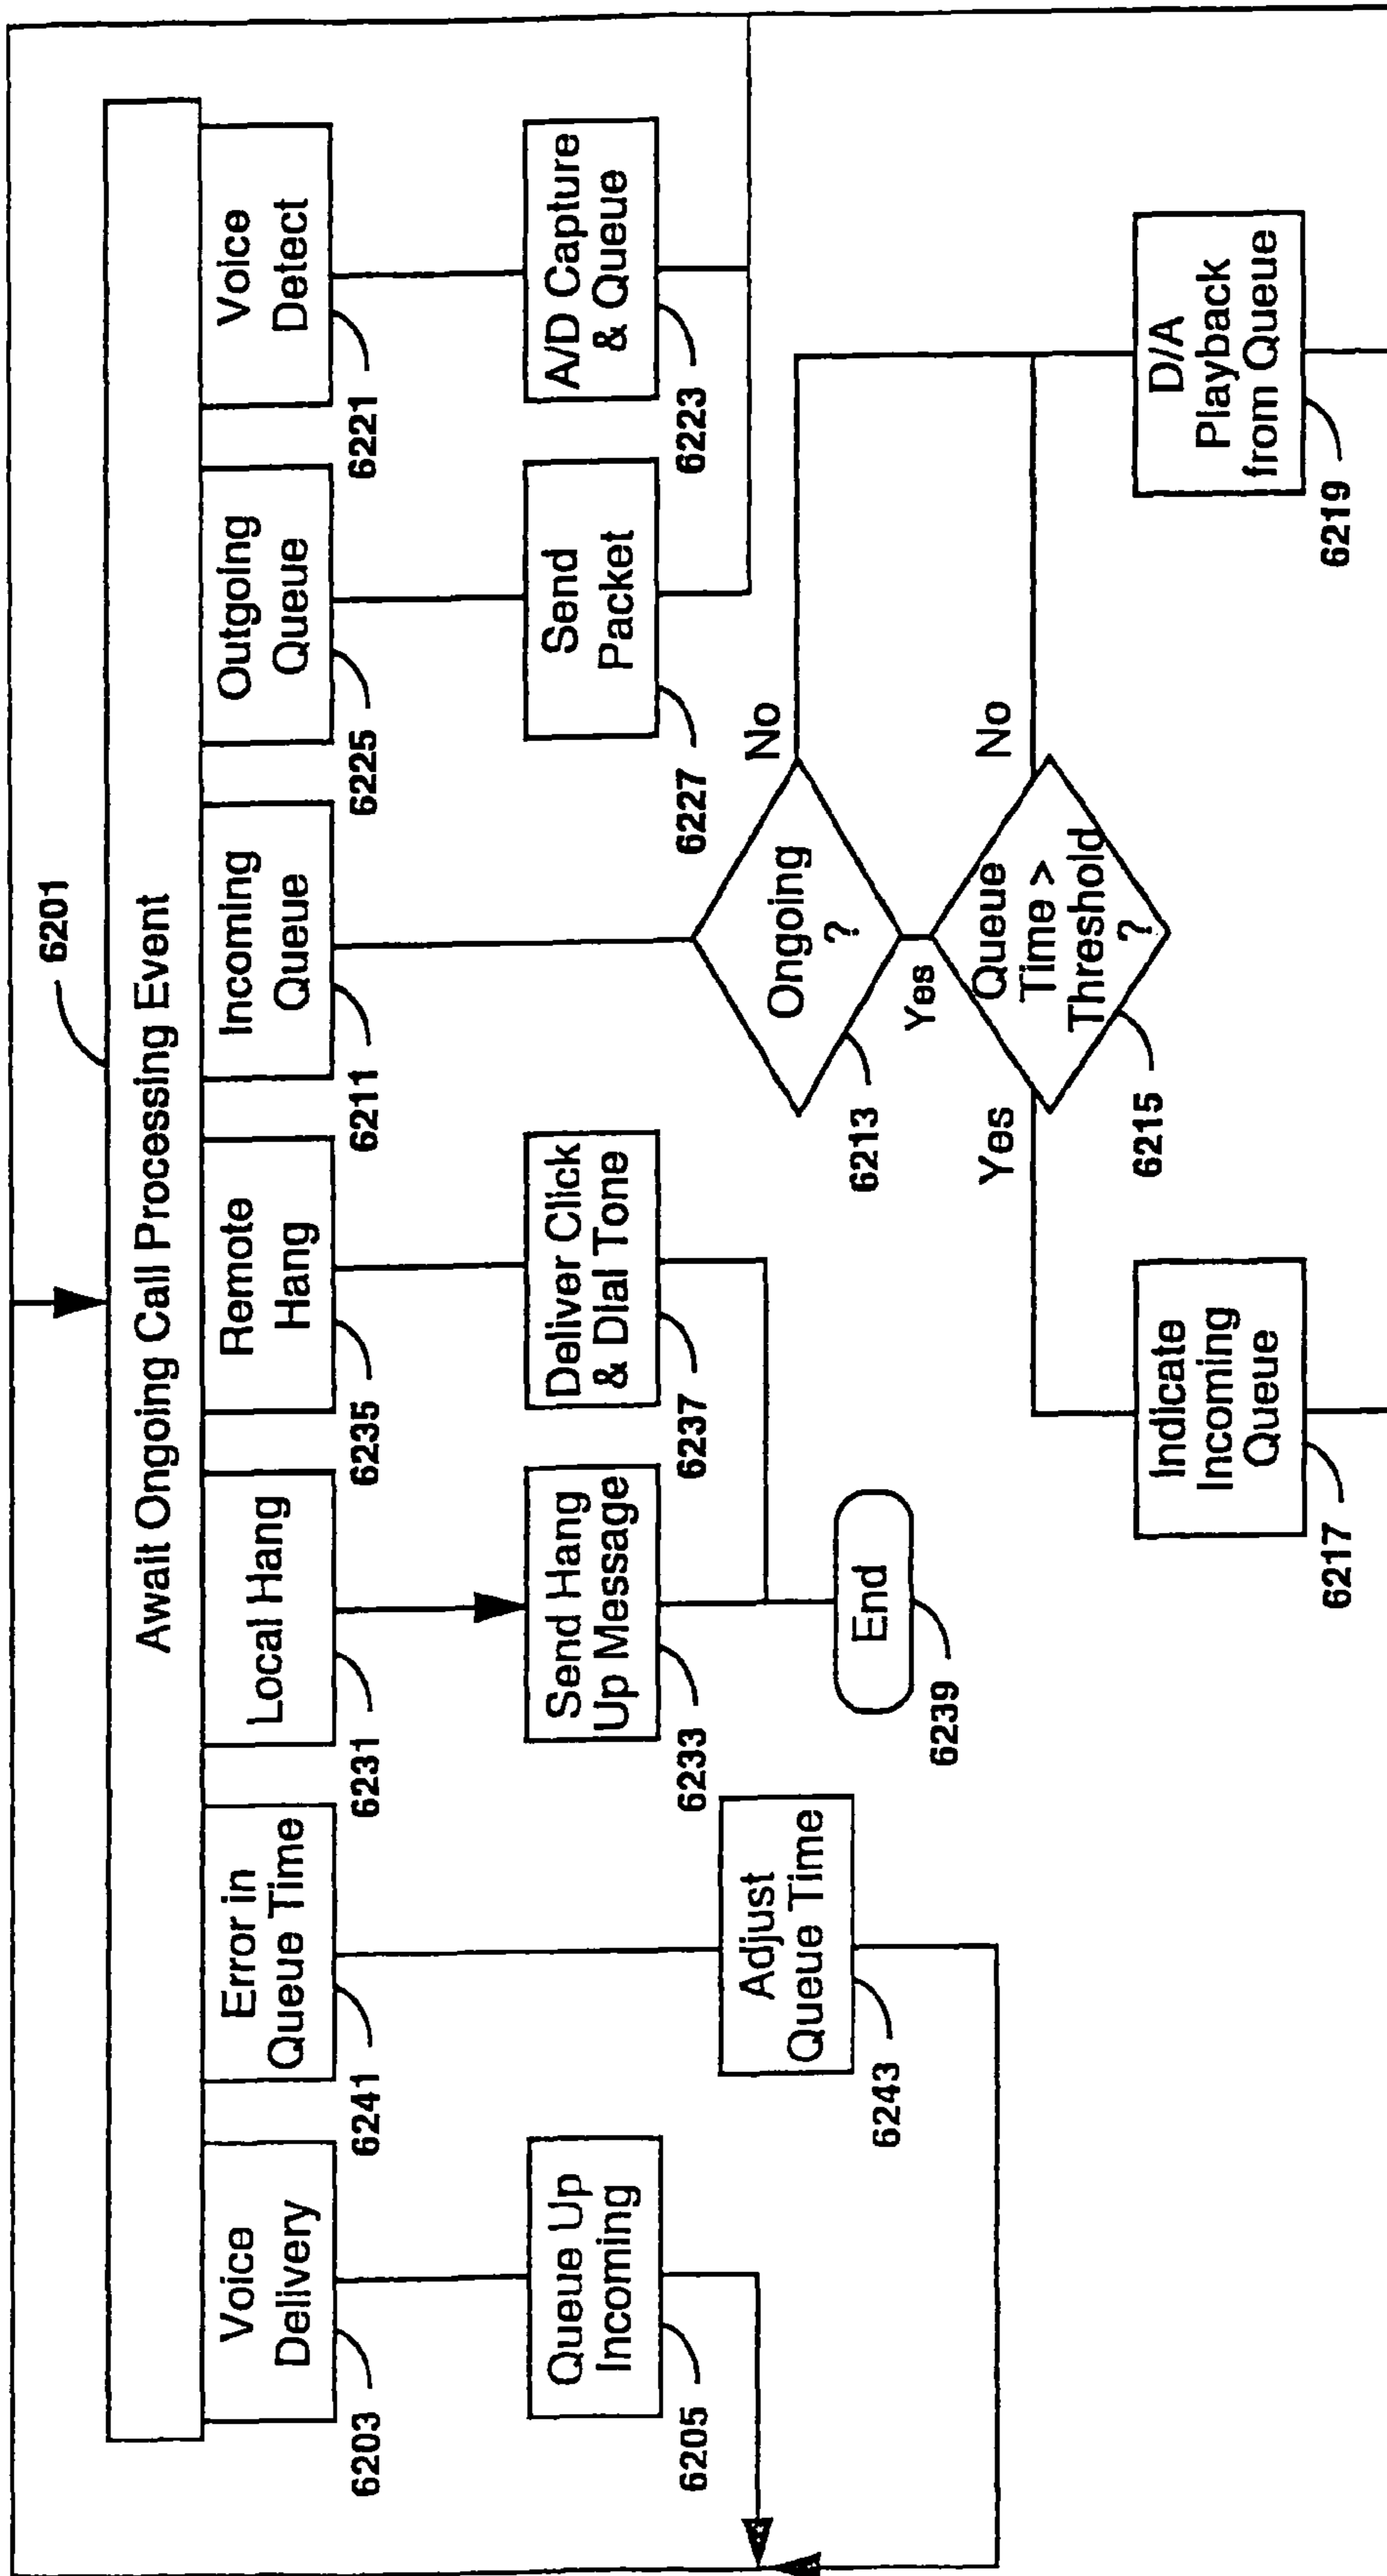 6201
Await Ongoing Call Processing Event
Voice
Delivery
6203
Error in
Queue Time
6241
Local Hang
6231
Remote
Hang
6235
Incoming
Queue
6211
Outgoing
Queue
6225
Voice
Detect
6221
Queue Up
Incoming
6205
Send Hang
Up Message
6233
Deliver Click
& Dial Tone
6237
Send
Packet
6227
A/D Capture
& Queue
6223
Adjust
Queue Time
6243
End
6239
Ongoing
?
6213
No
Yes
Queue
Time >
Threshold
?
6215
Yes
No
Indicate
Incoming
Queue
6217
D/A
Playback
from Queue
6219